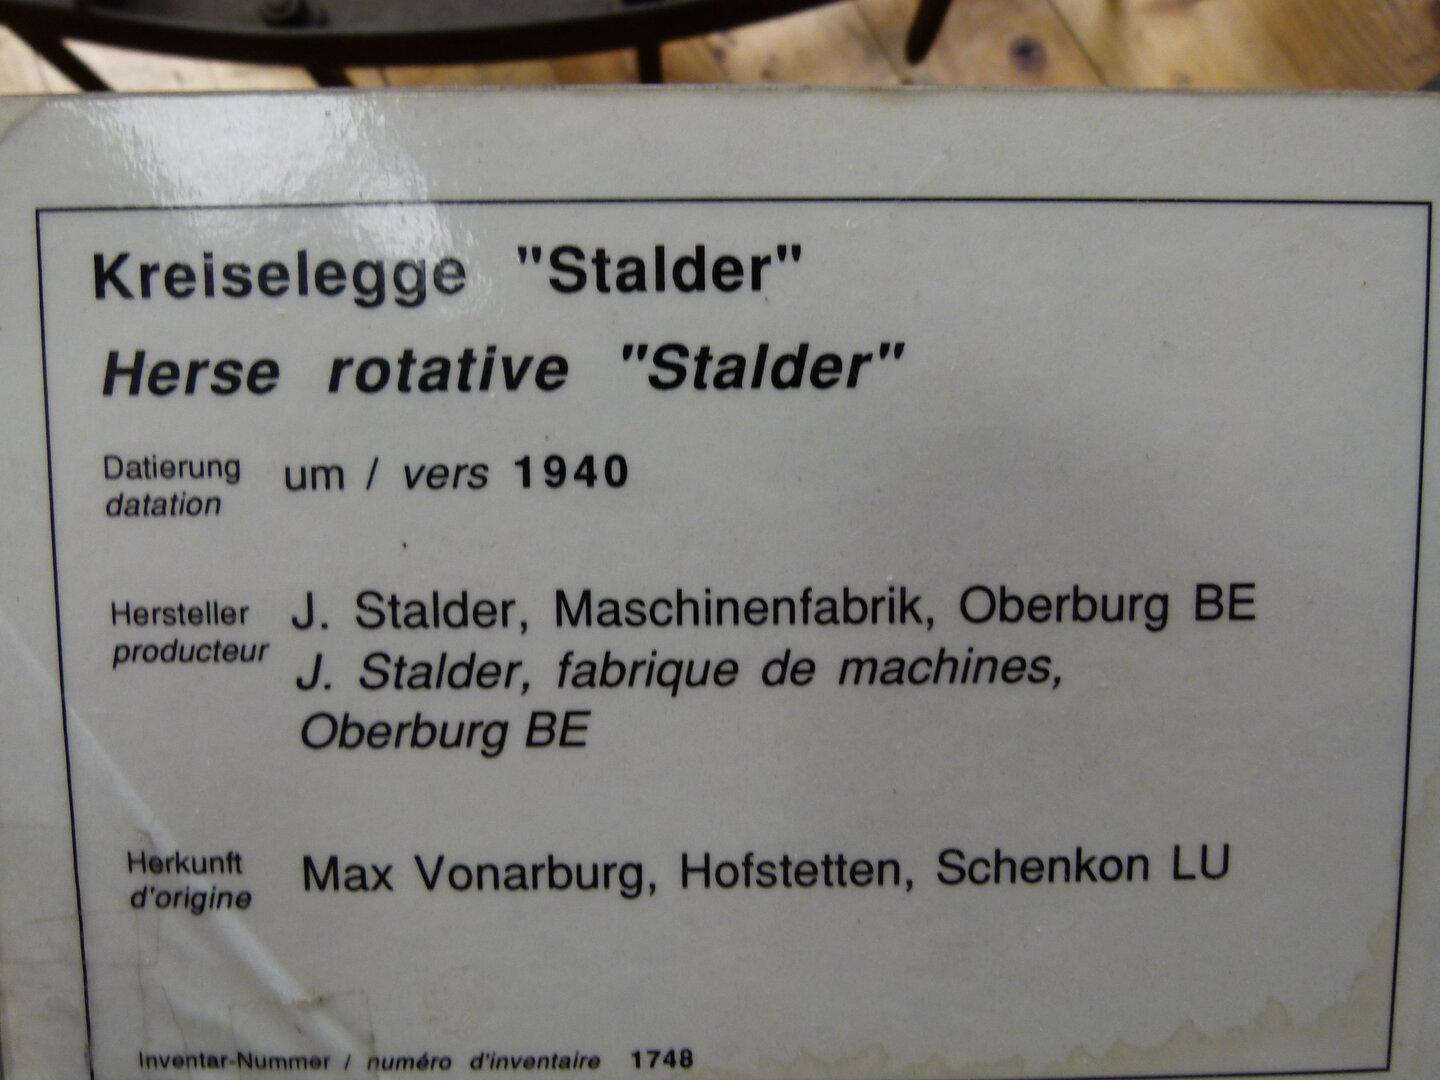 Kreiselegge "Stalder"
Herse rotative "Stalder"
Datierung um / vers 1940
datation
Hersteller J. Stalder, Maschinenfabrik, Oberburg BE
producteur J. Stalder, fabrique de machines,
Oberburg BE
Herkunft Max Vonarburg, Hofstetten, Schenkon LU
d'origine
Inventar-Nummer / numéro d'inventaire 1748